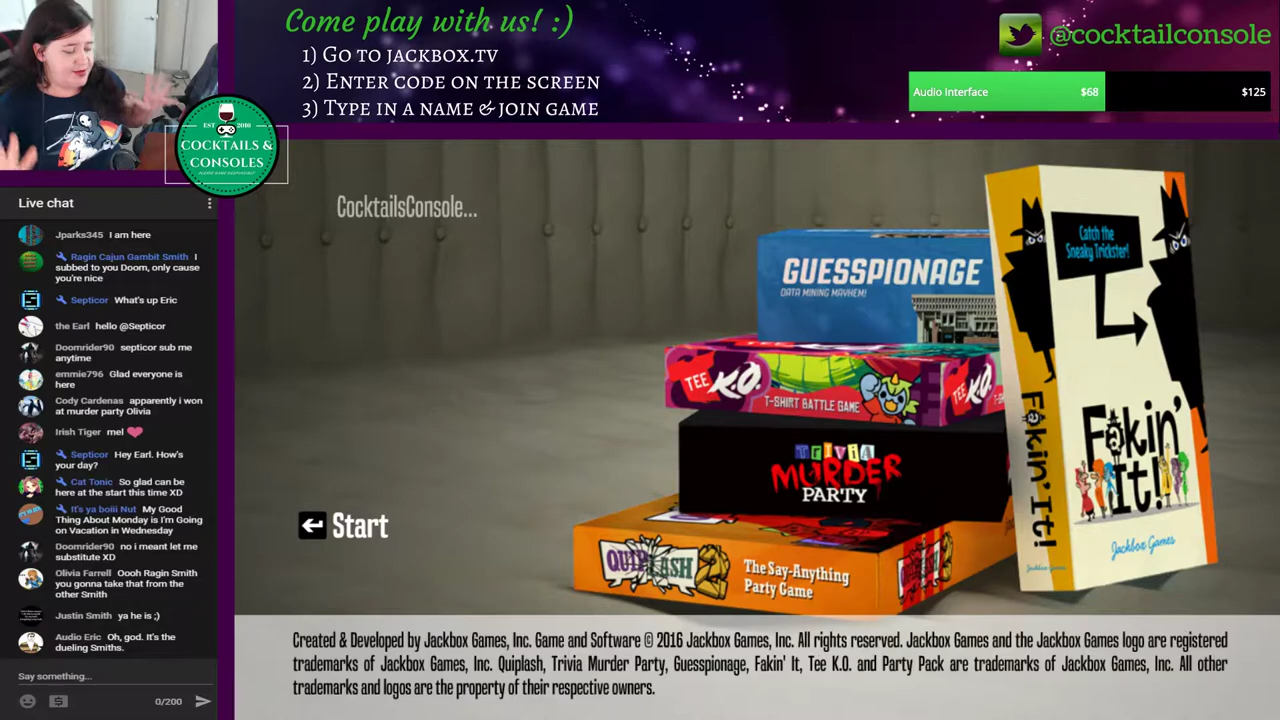 Come play with us! :)
1) Go to jackbox.tv
2) Enter code on the screen
3) Type in a name & join game
@cocktailconsole
Audio Interface $68 $125
EST 2016
COCKTAILS &
CONSOLES
Live chat
Jparks345 I am here
Ragin Cajun Gambit Smith I
subbed to you Doom, only cause
you're nice
Septicor What's up Eric
the Earl hello @Septicor
Doomrider90 septicor sub me
anytime
emmie796 Glad everyone is
here
Cody Cardenas apparently i won
at murder party Olivia
Irish Tiger mel ❤
Septicor Hey Earl. How's
your day?
Cat Tonic So glad can be
here at the start this time XD
It's ya boiii Nut My Good
Thing About Monday is I'm Going
on Vacation in Wednesday
Doomrider90 no i meant let me
substitute XD
Olivia Farrell Oooh Ragin Smith
you gonna take that from the
other Smith
Justin Smith ya he is ;)
Audio Eric Oh, god. It's the
dueling Smiths.
Say something...
0/200
CocktailsConsole...
Start
GUESSPIONAGE
DATA MINING MAYHEM!
TEE K.O.
T-SHIRT BATTLE GAME
TEE K.O.
TRIVIA
MURDER
PARTY
QUIPLASH 2
The Say-Anything
Party Game
QUIPLASH
Fakin' It!
Jackbox Games
Catch the
Sneaky Trickster!
Fakin'
It!
Jackbox Games
Created & Developed by Jackbox Games, Inc. Game and Software © 2016 Jackbox Games, Inc. All rights reserved. Jackbox Games and the Jackbox Games logo are registered
trademarks of Jackbox Games, Inc. Quiplash, Trivia Murder Party, Guesspionage, Fakin' It, Tee K.O. and Party Pack are trademarks of Jackbox Games, Inc. All other
trademarks and logos are the property of their respective owners.